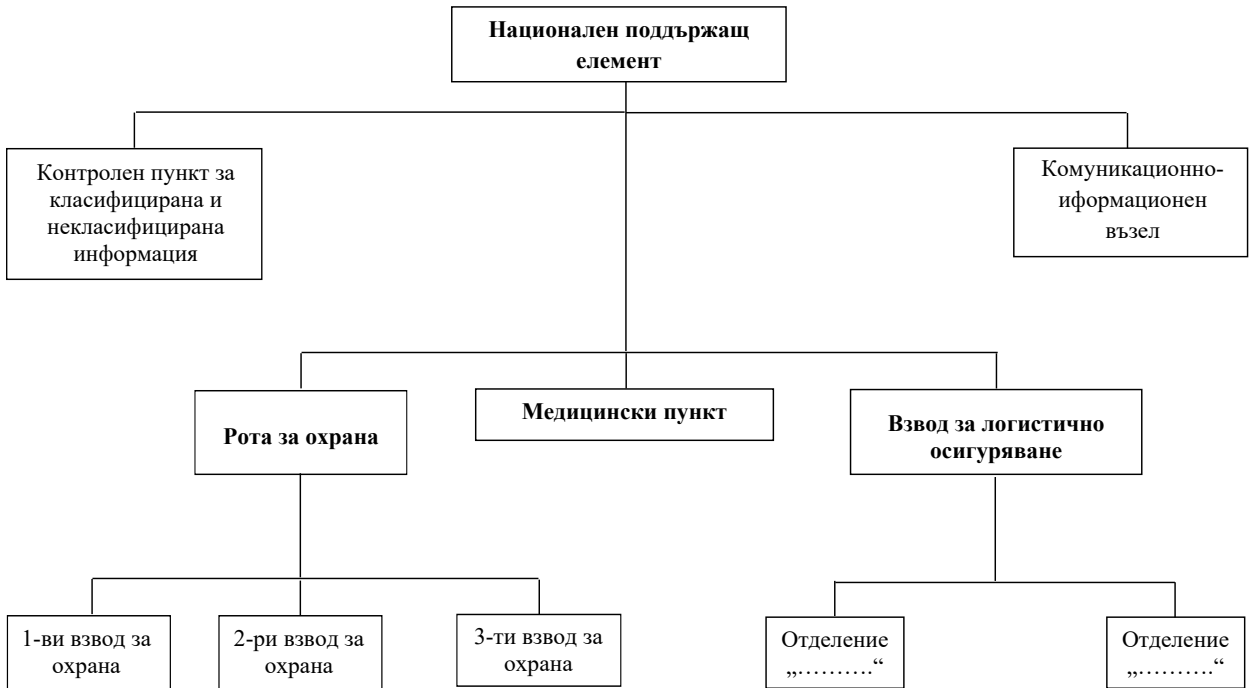 Национален поддържащ
елемент
Контролен пункт за
класифицирана и
некласифицирана
информация
Комуникационно-
иформационен
възел
Рота за охрана
Медицински пункт
Взвод за логистично
осигуряване
1-ви взвод за
охрана
2-ри взвод за
охрана
3-ти взвод за
охрана
Отделение
„……….“
Отделение
„……….“